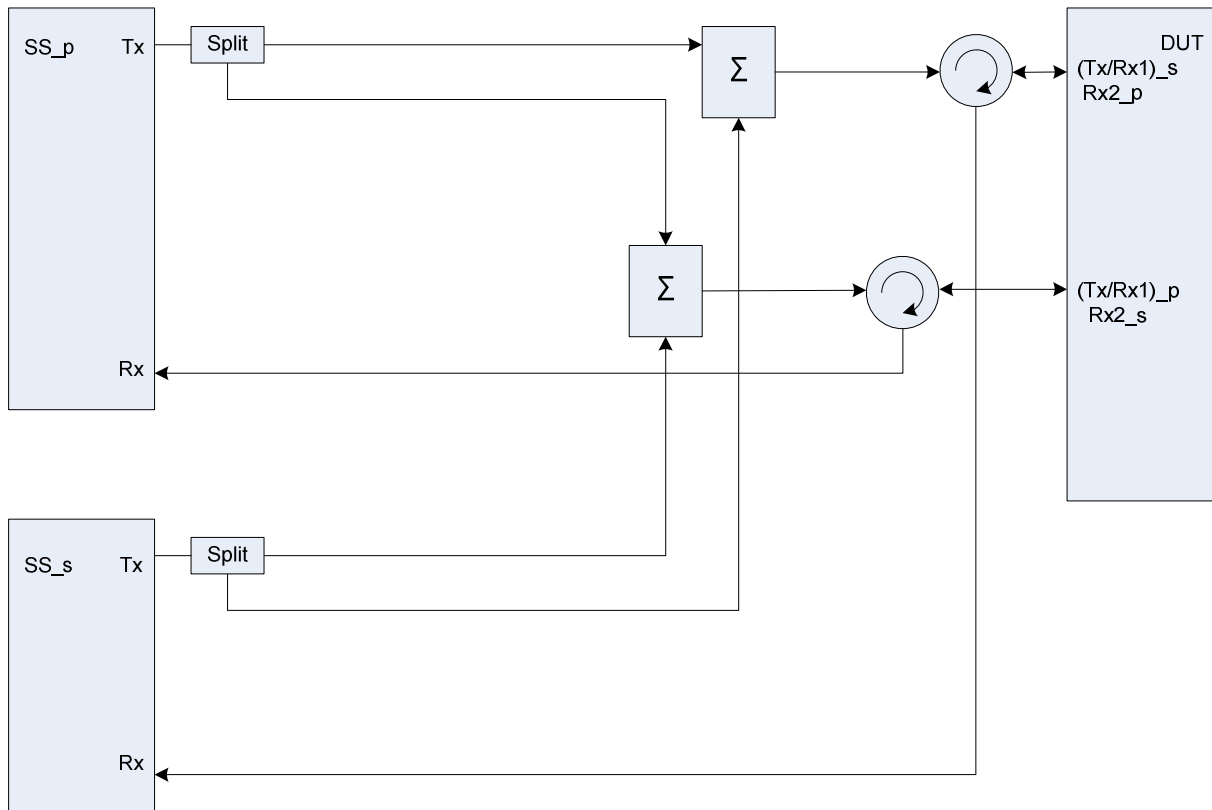 SS_p
Tx
Split
Σ
DUT
(Tx/Rx1)_s
Rx2_p
Σ
(Tx/Rx1)_p
Rx2_s
Rx
SS_s
Tx
Split
Rx